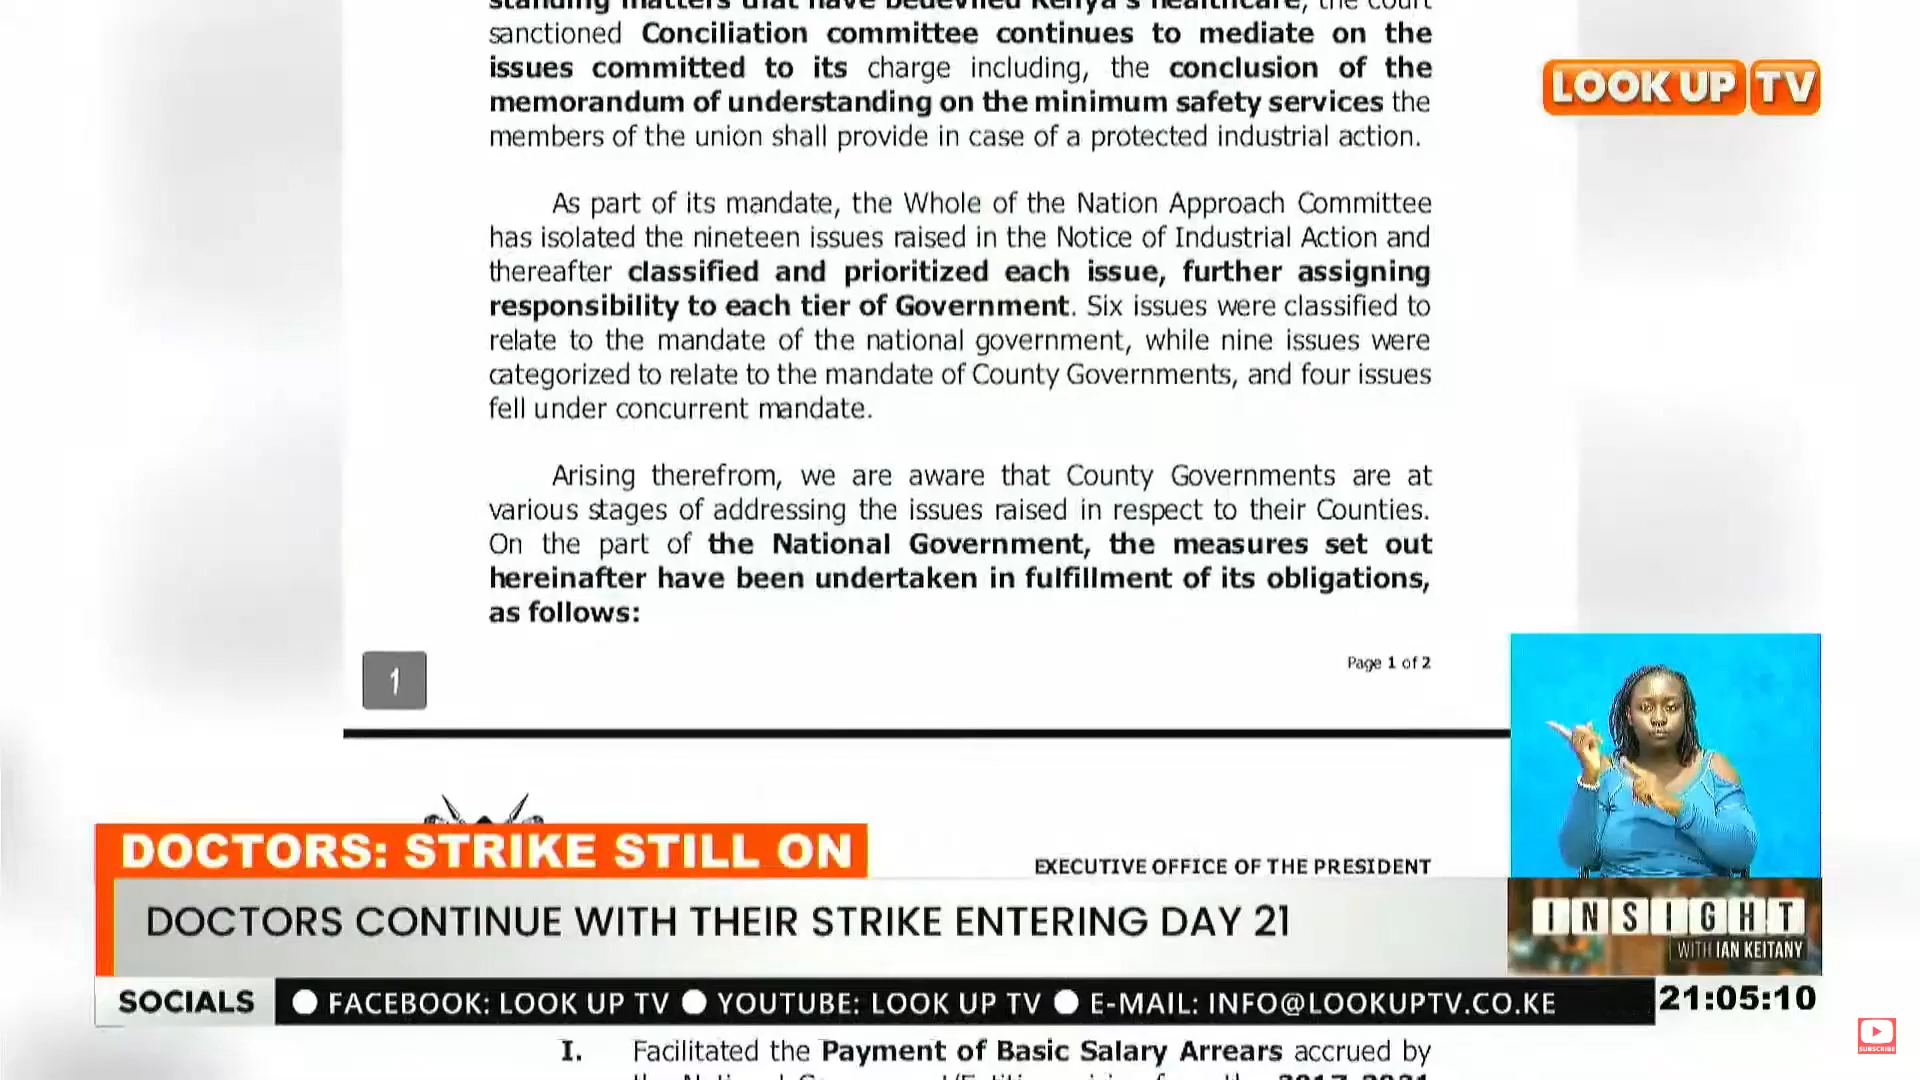 standing matters that have bedeviled Kenya's healthcare, the court
sanctioned Conciliation committee continues to mediate on the
issues committed to its charge including, the conclusion of the
memorandum of understanding on the minimum safety services the
members of the union shall provide in case of a protected industrial action.
LOOK UP TV
As part of its mandate, the Whole of the Nation Approach Committee
has isolated the nineteen issues raised in the Notice of Industrial Action and
thereafter classified and prioritized each issue, further assigning
responsibility to each tier of Government. Six issues were classified to
relate to the mandate of the national government, while nine issues were
categorized to relate to the mandate of County Governments, and four issues
fell under concurrent mandate.
Arising therefrom, we are aware that County Governments are at
various stages of addressing the issues raised in respect to their Counties.
On the part of the National Government, the measures set out
hereinafter have been undertaken in fulfillment of its obligations,
as follows:
Page 1 of 2
1
DOCTORS: STRIKE STILL ON
EXECUTIVE OFFICE OF THE PRESIDENT
DOCTORS CONTINUE WITH THEIR STRIKE ENTERING DAY 21
INSIGHT
WITH IAN KEITANY
SOCIALS
FACEBOOK: LOOK UP TV
YOUTUBE: LOOK UP TV
E-MAIL: INFO@LOOKUPTV.CO.KE
21:05:10
SUBSCRIBE
I. Facilitated the Payment of Basic Salary Arrears accrued by